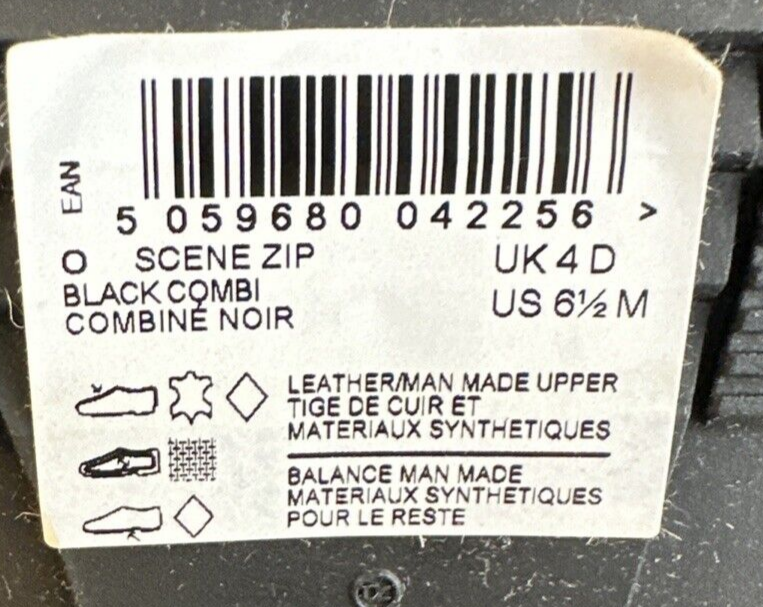 EAN
5 059680 042256 >
O SCENE ZIP UK 4 D
BLACK COMBI US 6½ M
COMBINÉ NOIR
LEATHER/MAN MADE UPPER
TIGE DE CUIR ET
MATERIAUX SYNTHETIQUES
BALANCE MAN MADE
MATERIAUX SYNTHETIQUES
POUR LE RESTE